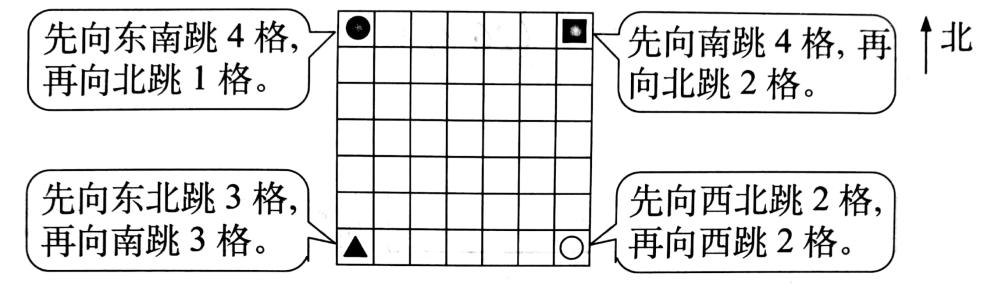 先向东南跳 4 格,
再向北跳 1 格。
先向南跳 4 格, 再
向北跳 2 格。
北
先向东北跳 3 格,
再向南跳 3 格。
先向西北跳 2 格,
再向西跳 2 格。